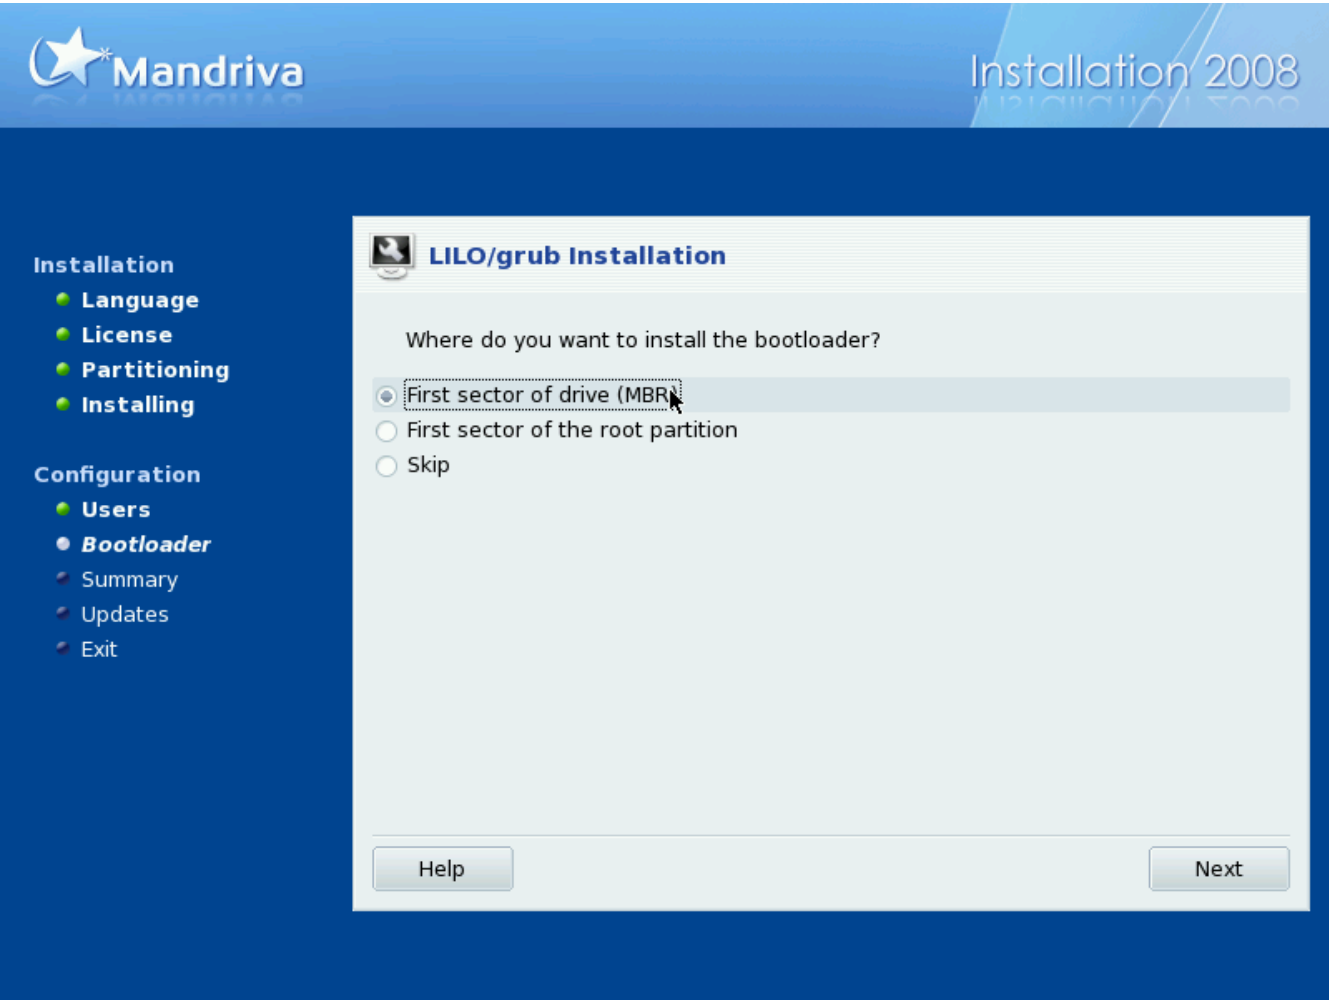 Mandriva
Installation 2008
Installation
Language
License
Partitioning
Installing
Configuration
Users
Bootloader
Summary
Updates
Exit
LILO/grub Installation
Where do you want to install the bootloader?
First sector of drive (MBR)
First sector of the root partition
Skip
Help
Next